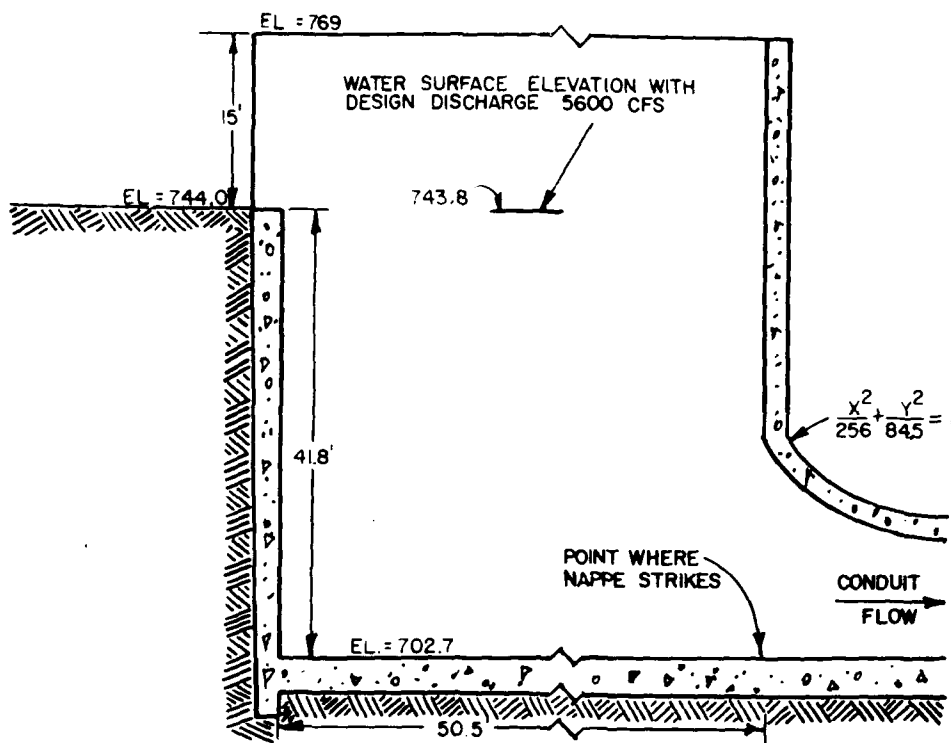 EL = 769
WATER SURFACE ELEVATION WITH
DESIGN DISCHARGE 5600 CFS
15'
EL = 744.0
743.8
X² / 256 + Y² / 84.5 =
41.8'
POINT WHERE
NAPPE STRIKES
CONDUIT
FLOW
EL. = 702.7
50.5'